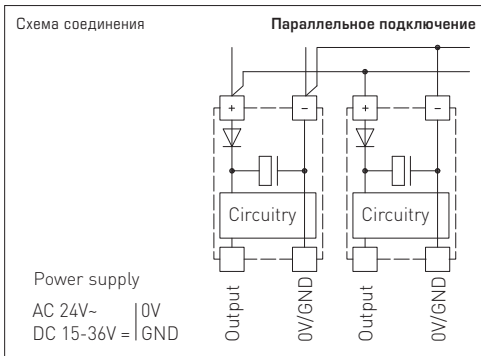 Схема соединения
Параллельное подключение
+ − + −
Circuitry Circuitry
Power supply
AC 24V~ | 0V
DC 15-36V = | GND
Output
0V/GND
Output
0V/GND